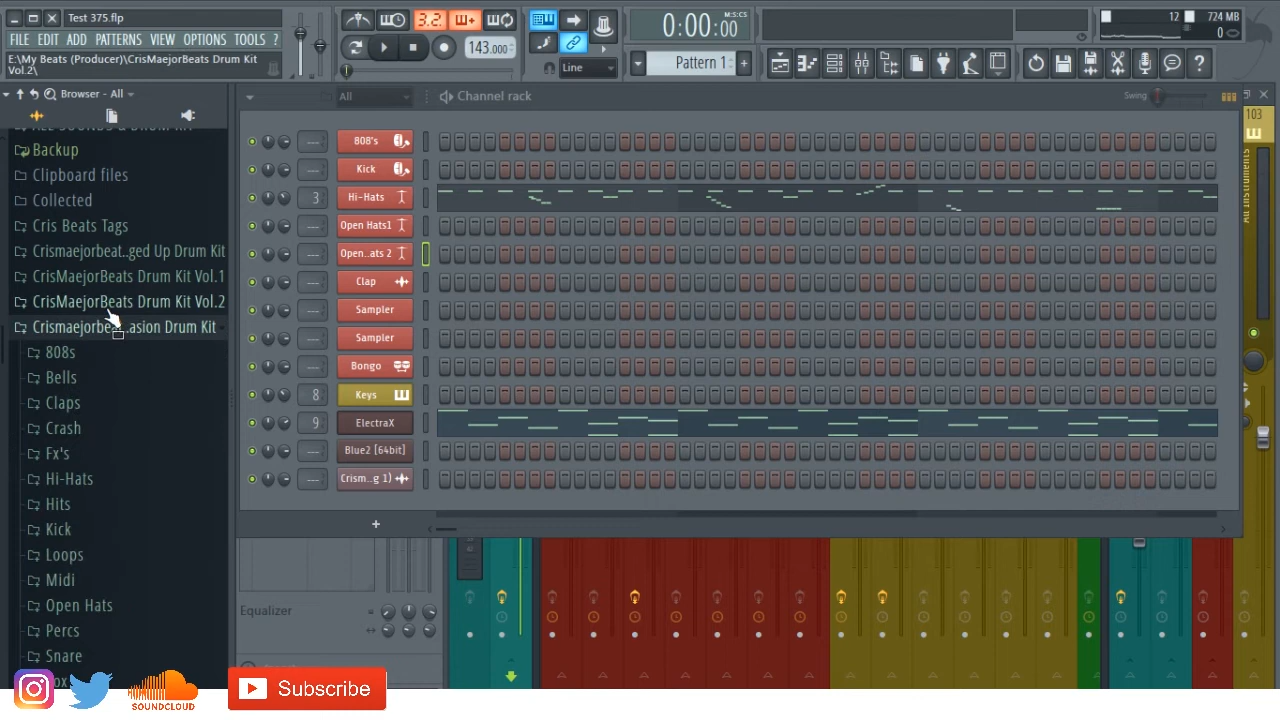 Test 375.flp
FILE EDIT ADD PATTERNS VIEW OPTIONS TOOLS ?
E:\My Beats (Producer)\CrisMaejorBeats Drum Kit
Vol.2\
3.2
143.000
Line
0:00:00
M:S:CS
Pattern 1
12
724 MB
0
Browser - All
All
Channel rack
Swing
103
Backup
Clipboard files
Collected
Cris Beats Tags
Crismaejorbeat..ged Up Drum Kit
CrisMaejorBeats Drum Kit Vol.1
CrisMaejorBeats Drum Kit Vol.2
Crismaejorbea...asion Drum Kit
808s
Bells
Claps
Crash
Fx's
Hi-Hats
Hits
Kick
Loops
Midi
Open Hats
Percs
Snare
808's
Kick
3 Hi-Hats
Open Hats1
Open..ats 2
Clap
Sampler
Sampler
Bongo
8 Keys
9 ElectraX
Blue2 [64bit]
Crism..g 1)
+
Equalizer
SOUNDCLOUD
Subscribe